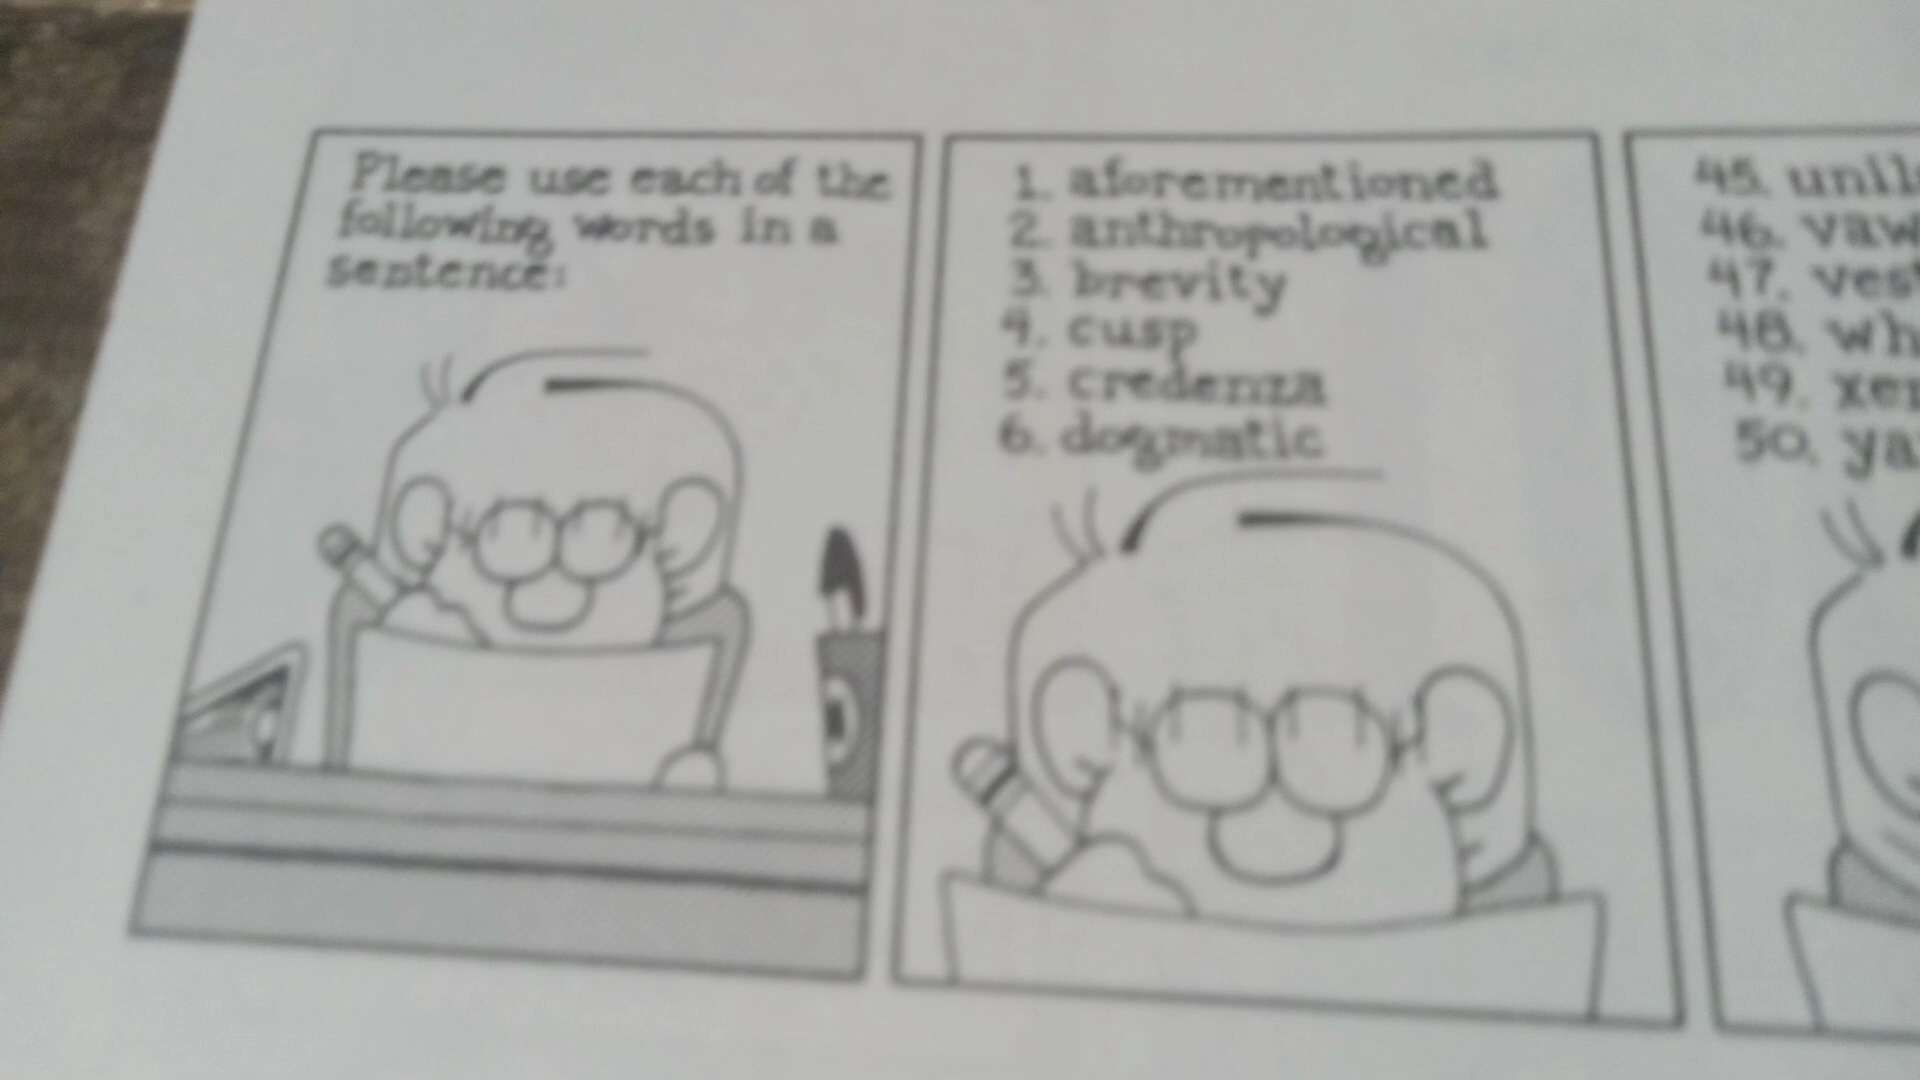 Please use each of the
following words in a
sentence:
1. aforementioned
2. anthropological
3. brevity
4. cusp
5. credenza
6. dogmatic
45.
46.
47.
48.
49.
50.